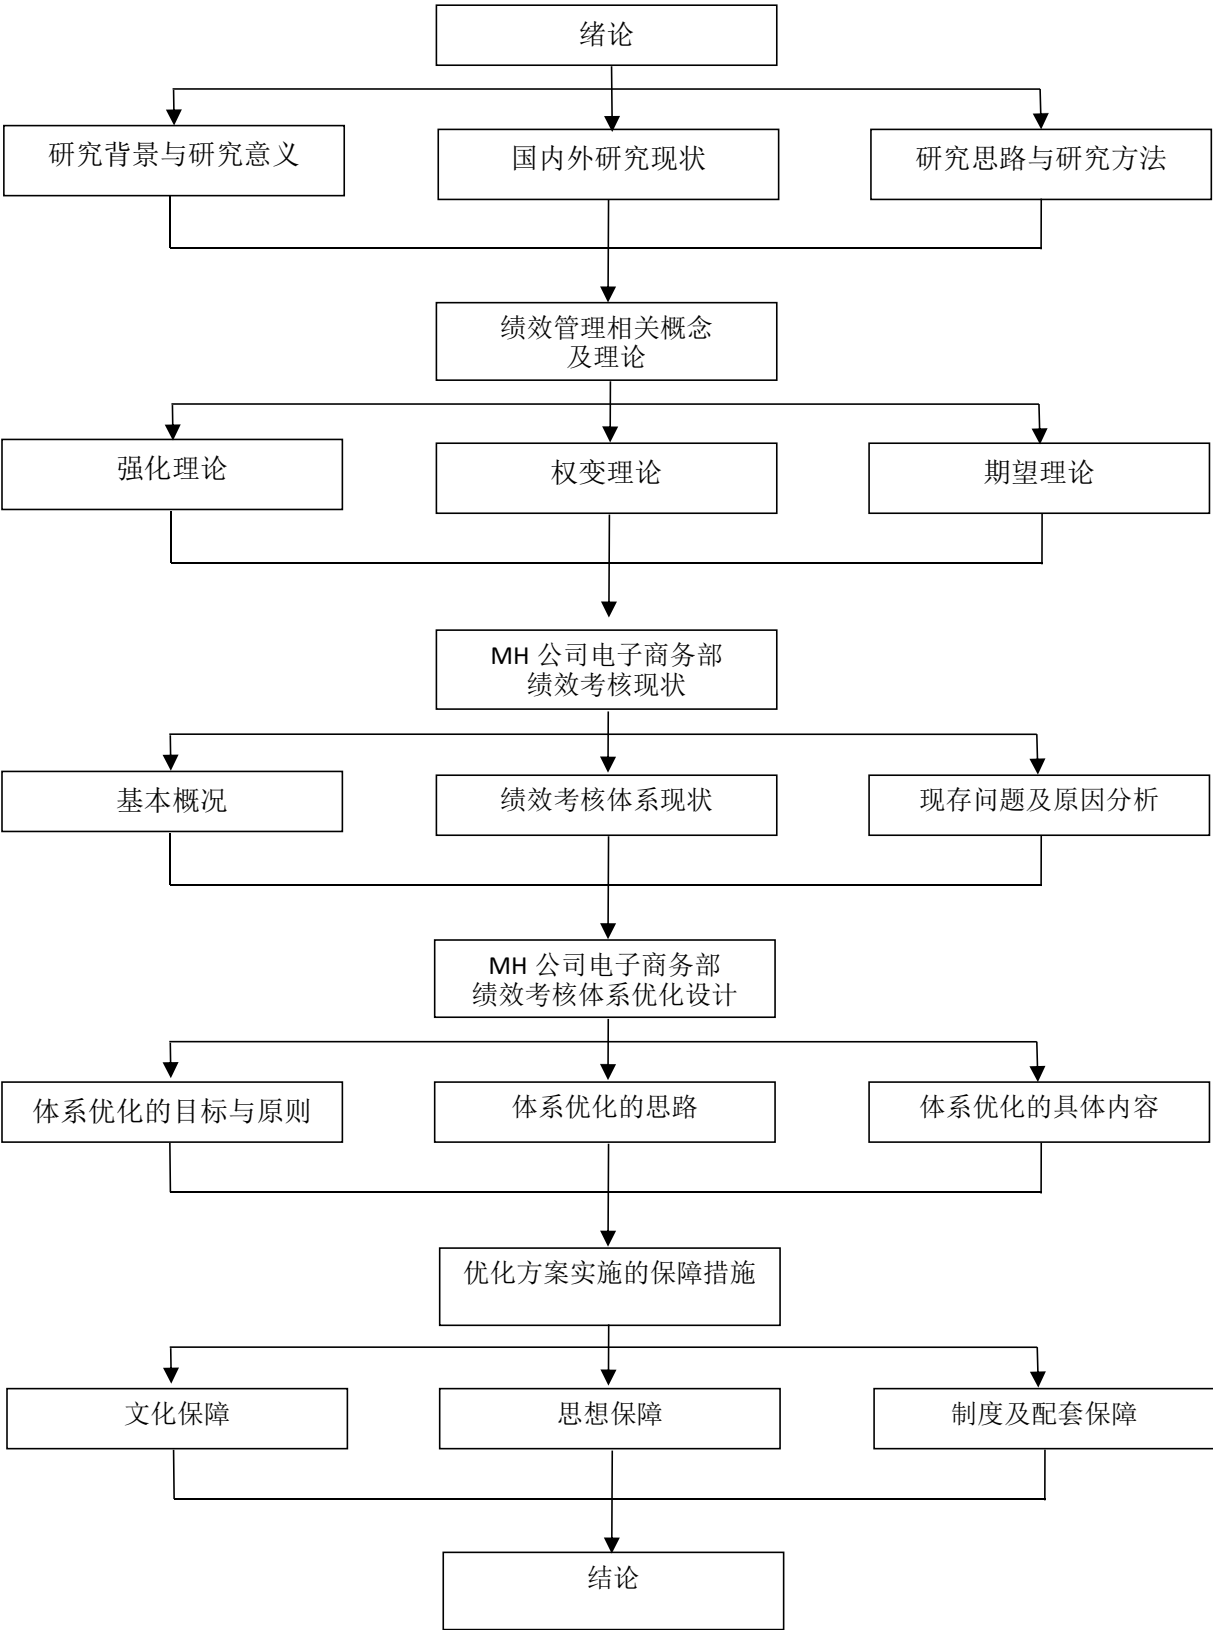 绪论
研究背景与研究意义
国内外研究现状
研究思路与研究方法
绩效管理相关概念
及理论
强化理论
权变理论
期望理论
MH 公司电子商务部
绩效考核现状
基本概况
绩效考核体系现状
现存问题及原因分析
MH 公司电子商务部
绩效考核体系优化设计
体系优化的目标与原则
体系优化的思路
体系优化的具体内容
优化方案实施的保障措施
文化保障
思想保障
制度及配套保障
结论